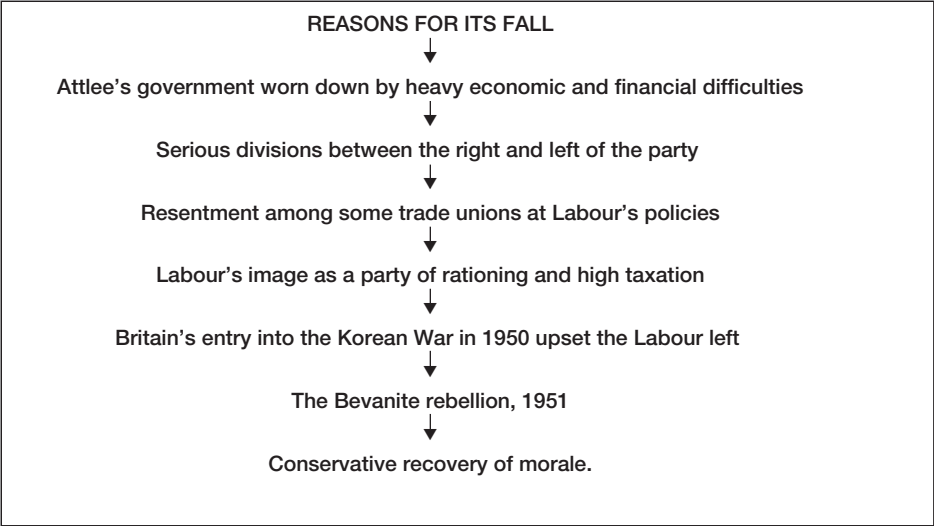 REASONS FOR ITS FALL
Attlee's government worn down by heavy economic and financial difficulties
Serious divisions between the right and left of the party
Resentment among some trade unions at Labour's policies
Labour's image as a party of rationing and high taxation
Britain's entry into the Korean War in 1950 upset the Labour left
The Bevanite rebellion, 1951
Conservative recovery of morale.